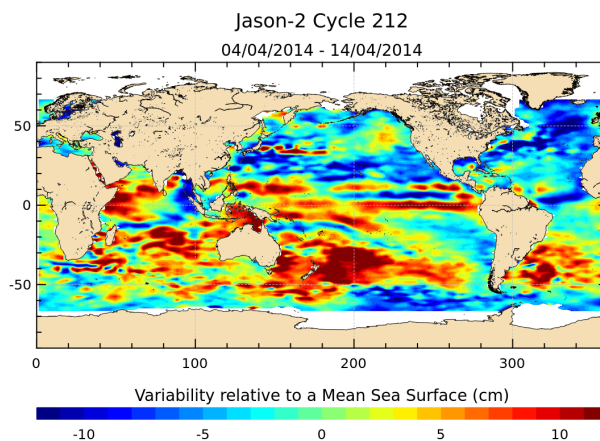 Jason-2 Cycle 212
04/04/2014 - 14/04/2014
50
0
-50
0 100 200 300
Variability relative to a Mean Sea Surface (cm)
-10 -5 0 5 10